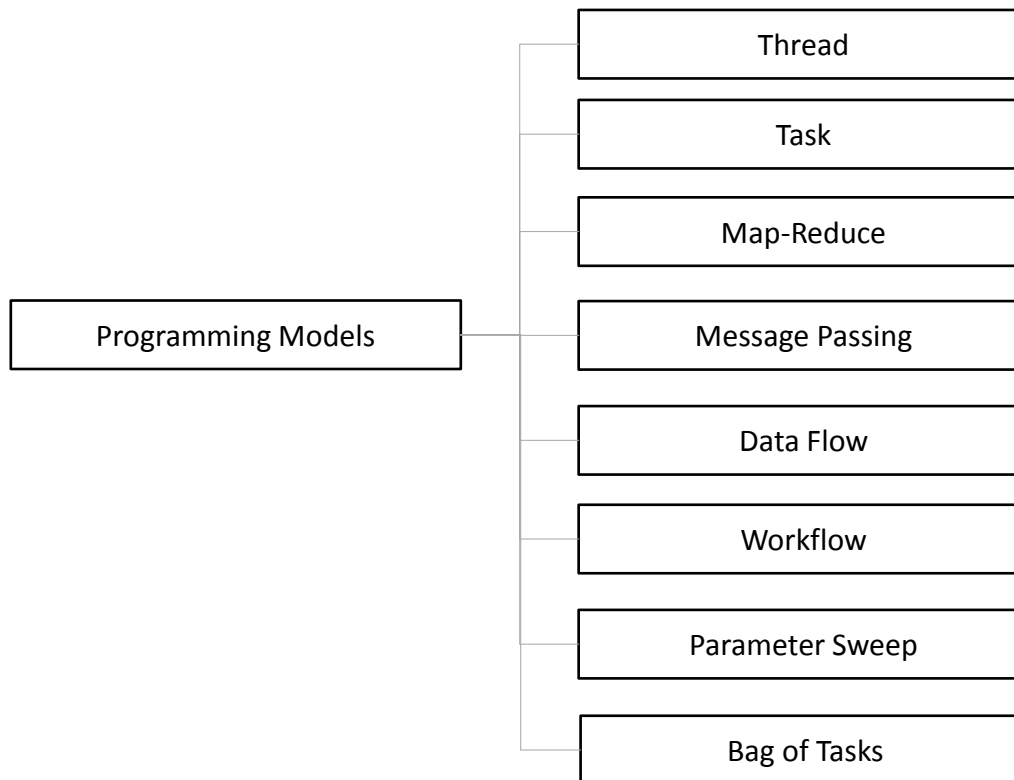 Thread
Task
Map-Reduce
Programming Models
Message Passing
Data Flow
Workflow
Parameter Sweep
Bag of Tasks